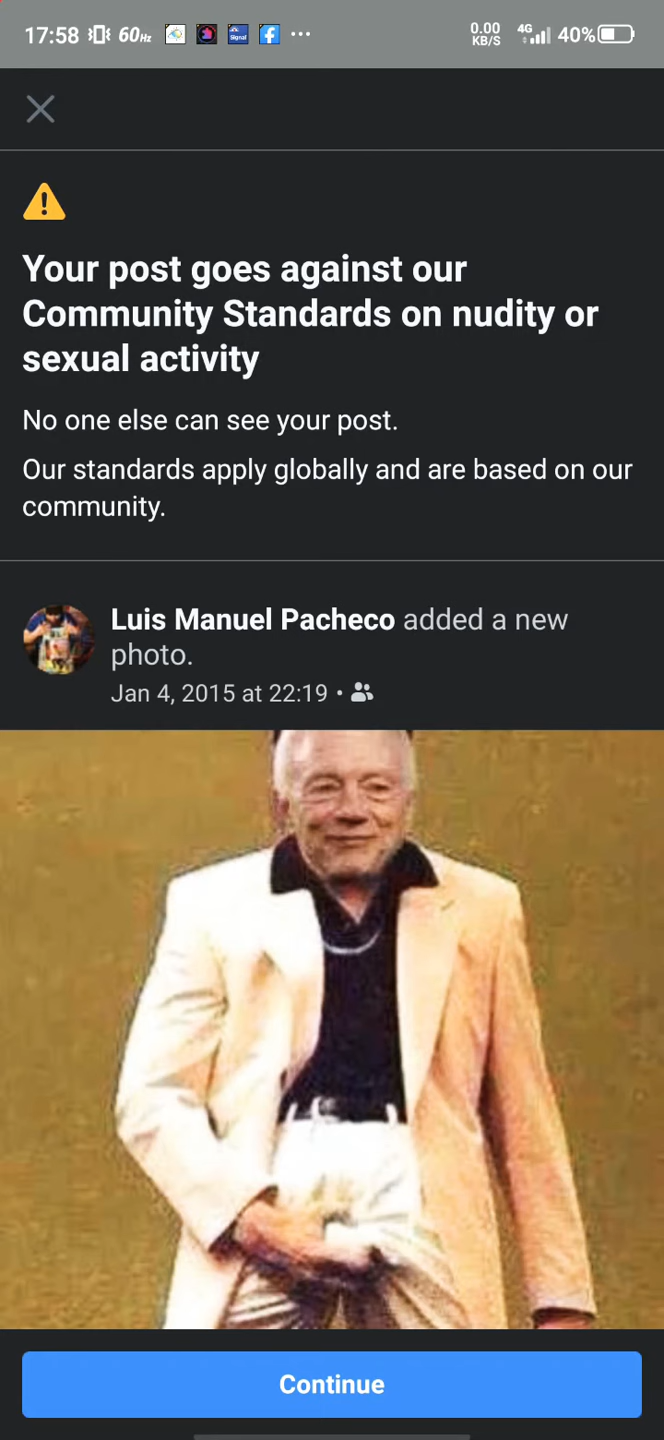 17:58 60Hz Signal 0.00 KB/S 4G 40%
Your post goes against our
Community Standards on nudity or
sexual activity
No one else can see your post.
Our standards apply globally and are based on our
community.
Luis Manuel Pacheco added a new
photo.
Jan 4, 2015 at 22:19 •
Continue